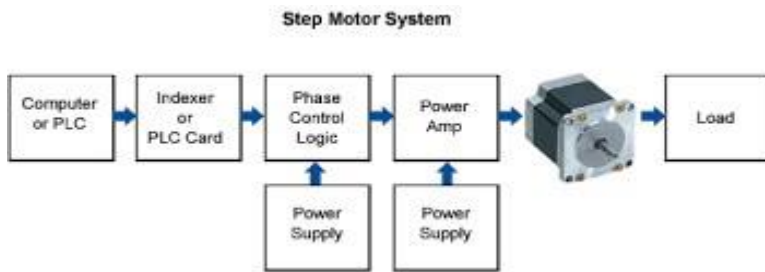 Step Motor System
Computer
or PLC
Indexer
or
PLC Card
Phase
Control
Logic
Power
Amp
Load
Power
Supply
Power
Supply